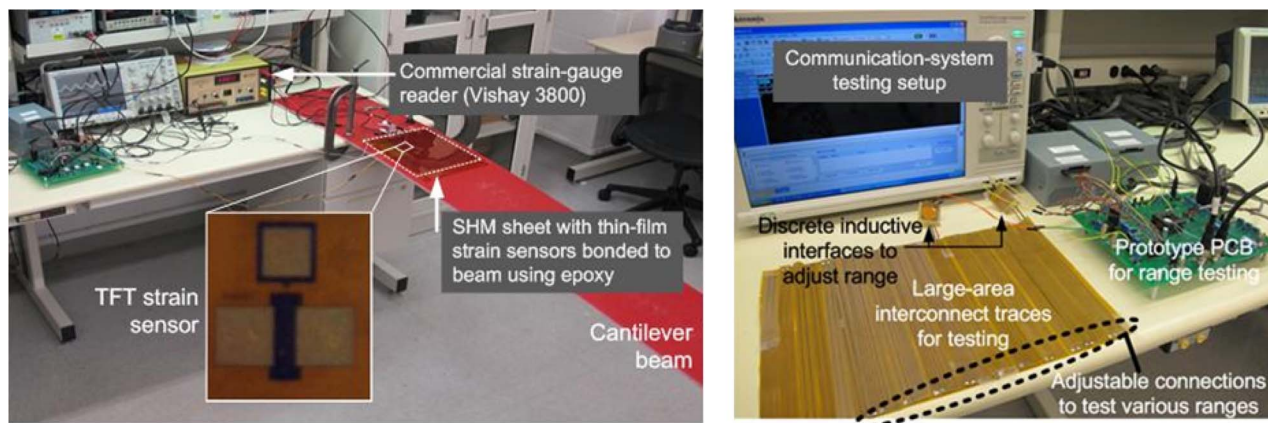 Commercial strain-gauge
reader (Vishay 3800)
SHM sheet with thin-film
strain sensors bonded to
beam using epoxy
TFT strain
sensor
Cantilever
beam
Communication-system
testing setup
Discrete inductive
interfaces to
adjust range
Prototype PCB
for range testing
Large-area
interconnect traces
for testing
Adjustable connections
to test various ranges